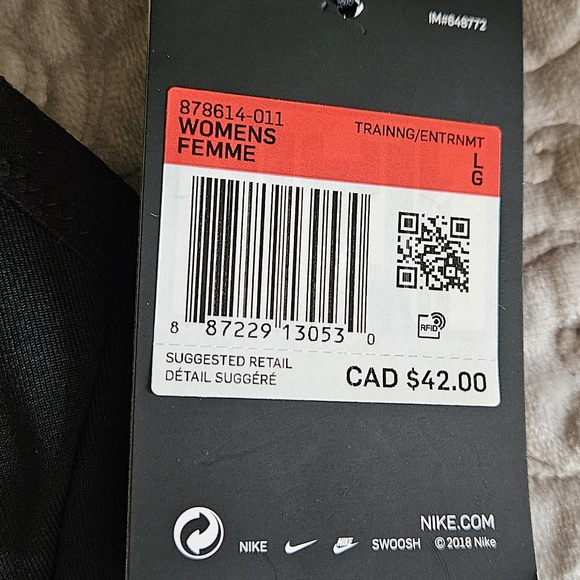 IM#648772
878614-011
WOMENS
FEMME
TRAINNG/ENTRNMT
L
G
8 87229 13053 0
RFID
SUGGESTED RETAIL
DÉTAIL SUGGÉRÉ
CAD $42.00
NIKE.COM
NIKE NIKE SWOOSH ©2018 Nike